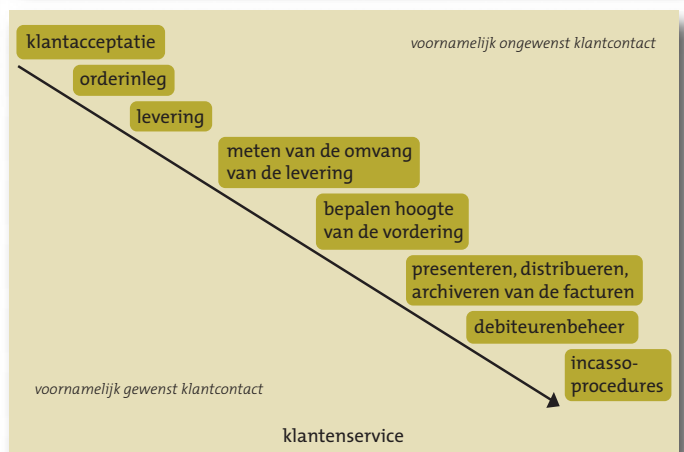 klantacceptatie
voornamelijk ongewenst klantcontact
orderinleg
levering
meten van de omvang
van de levering
bepalen hoogte
van de vordering
presenteren, distribueren,
archiveren van de facturen
debiteurenbeheer
incasso-
procedures
voornamelijk gewenst klantcontact
klantenservice